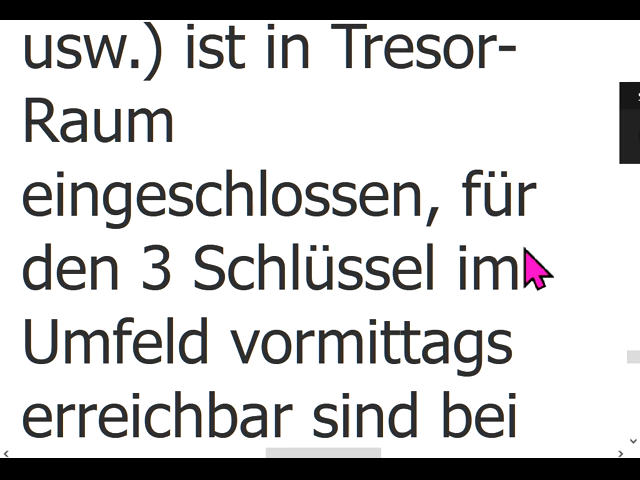 usw.) ist in Tresor-
Raum
eingeschlossen, für
den 3 Schlüssel im
Umfeld vormittags
erreichbar sind bei